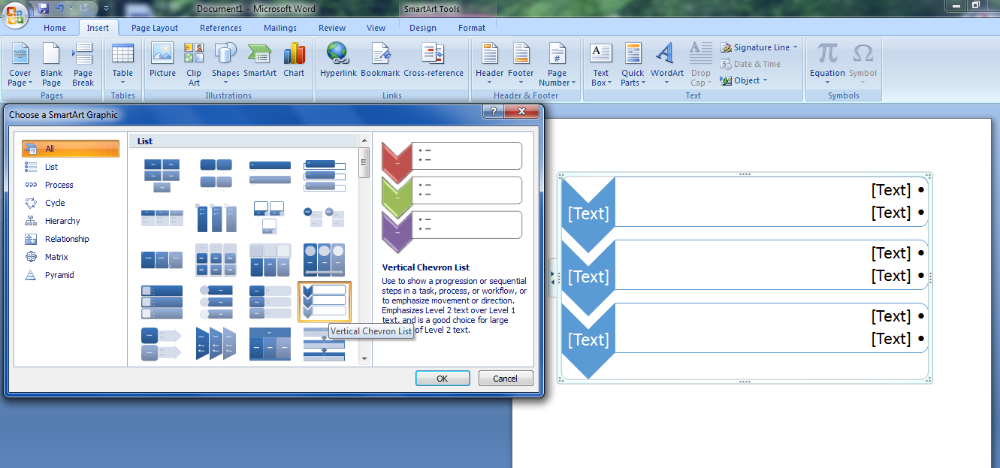 Document1 - Microsoft Word
SmartArt Tools
Home Insert Page Layout References Mailings Review View Design Format
Cover Page
Blank Page
Page Break
Pages
Table
Tables
Picture
Clip Art
Shapes
SmartArt
Chart
Illustrations
Hyperlink
Bookmark
Cross-reference
Links
Header
Footer
Page Number
#
Header & Footer
A
Text Box
Quick Parts
A
WordArt
A
Drop Cap
Signature Line
Date & Time
Object
Text
π
Equation
Ω
Symbol
Symbols
Choose a SmartArt Graphic
?
All
List
Process
Cycle
Hierarchy
Relationship
Matrix
Pyramid
List
Vertical Chevron List
Vertical Chevron List
Use to show a progression or sequential
steps in a task, process, or workflow, or
to emphasize movement or direction.
Emphasizes Level 2 text over Level 1
text, and is a good choice for large
of Level 2 text.
OK
Cancel
[Text]
[Text] •
[Text] •
[Text]
[Text] •
[Text] •
[Text]
[Text] •
[Text] •